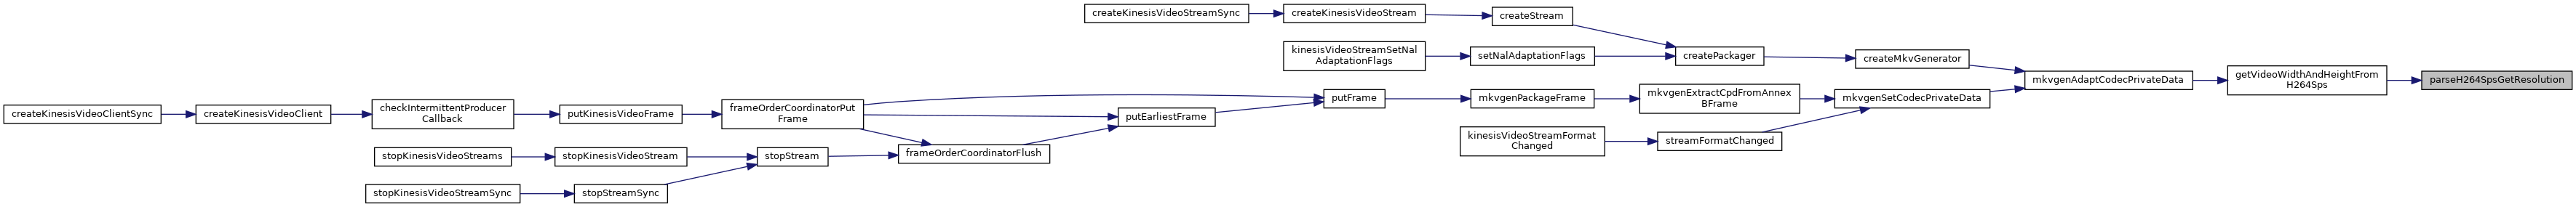 createKinesisVideoStreamSync
createKinesisVideoStream
createStream
kinesisVideoStreamSetNal
AdaptationFlags
setNalAdaptationFlags
createPackager
createMkvGenerator
mkvgenAdaptCodecPrivateData
getVideoWidthAndHeightFrom
H264Sps
parseH264SpsGetResolution
createKinesisVideoClientSync
createKinesisVideoClient
checkIntermittentProducer
Callback
putKinesisVideoFrame
frameOrderCoordinatorPut
Frame
putEarliestFrame
putFrame
mkvgenPackageFrame
mkvgenExtractCpdFromAnnex
BFrame
mkvgenSetCodecPrivateData
kinesisVideoStreamFormat
Changed
streamFormatChanged
stopKinesisVideoStreams
stopKinesisVideoStream
stopStream
frameOrderCoordinatorFlush
stopKinesisVideoStreamSync
stopStreamSync